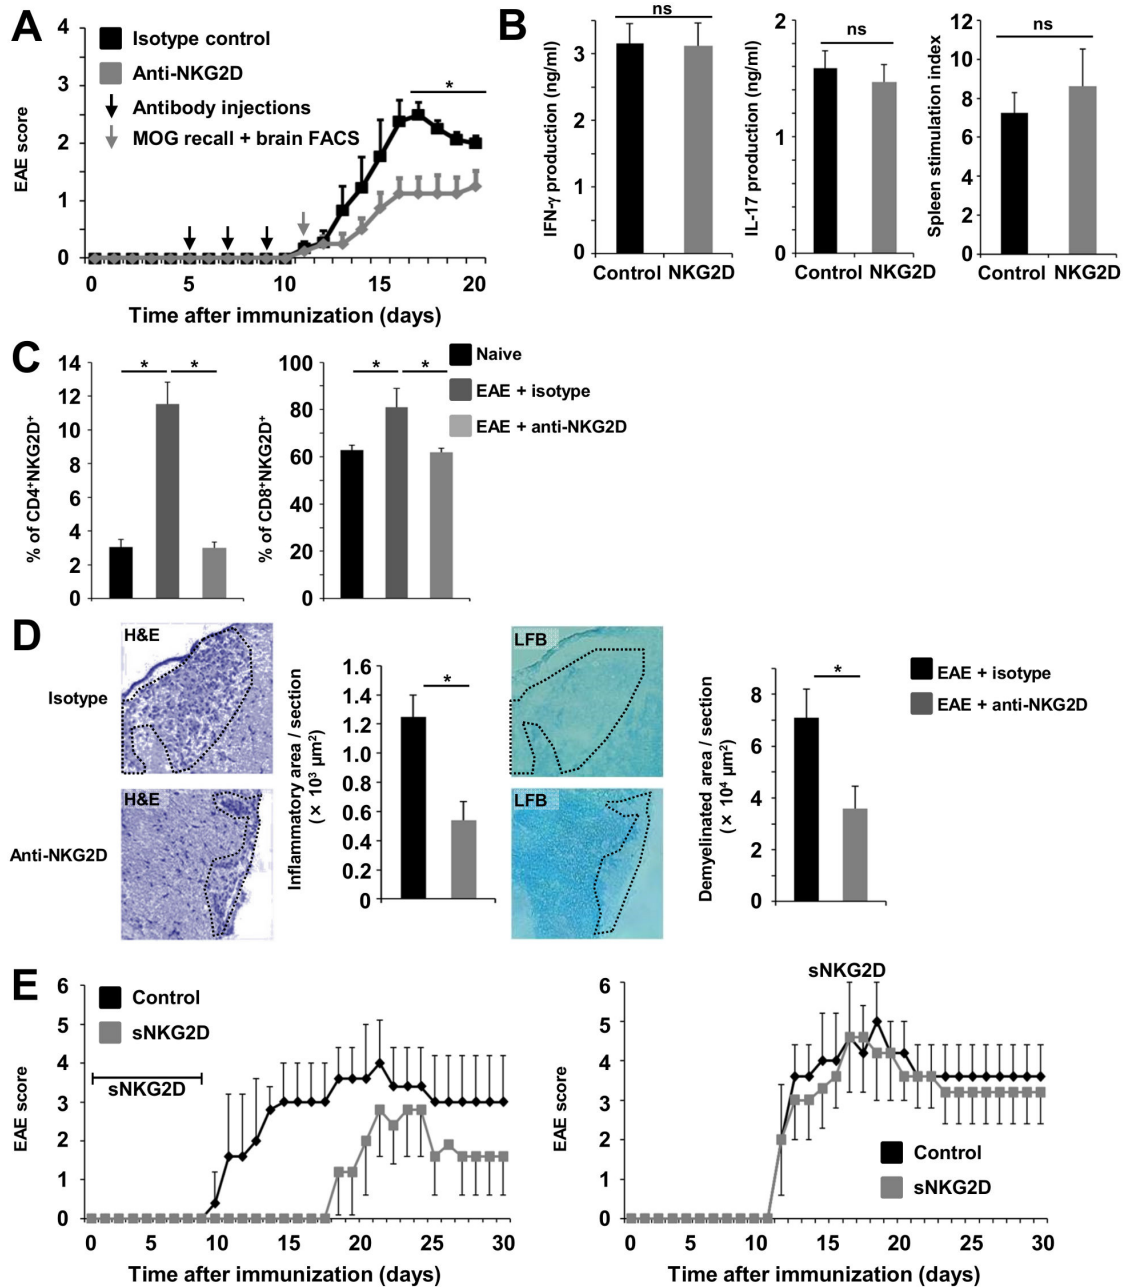 A
4
3
2
1
0
EAE score
Isotype control
Anti-NKG2D
Antibody injections
MOG recall + brain FACS
*
0 5 10 15 20
Time after immunization (days)
B
IFN-γ production (ng/ml)
3
2
1
0
ns
Control NKG2D
IL-17 production (ng/ml)
2
1
0
ns
Control NKG2D
Spleen stimulation index
12
10
8
6
4
2
0
ns
Control NKG2D
C
% of CD4⁺NKG2D⁺
14
12
10
8
6
4
2
0
* *
% of CD8⁺NKG2D⁺
100
80
60
40
20
0
* *
Naive
EAE + isotype
EAE + anti-NKG2D
D
Isotype
H&E
Anti-NKG2D
H&E
Inflammatory area / section
(× 10³ µm²)
1.6
1.4
1.2
1.0
0.8
0.6
0.4
0.2
0
*
LFB
LFB
Demyelinated area / section
(× 10⁴ µm²)
8
6
4
2
0
*
EAE + isotype
EAE + anti-NKG2D
E
EAE score
6
5
4
3
2
1
0
Control
sNKG2D
sNKG2D
0 5 10 15 20 25 30
Time after immunization (days)
EAE score
6
5
4
3
2
1
0
sNKG2D
Control
sNKG2D
0 5 10 15 20 25 30
Time after immunization (days)